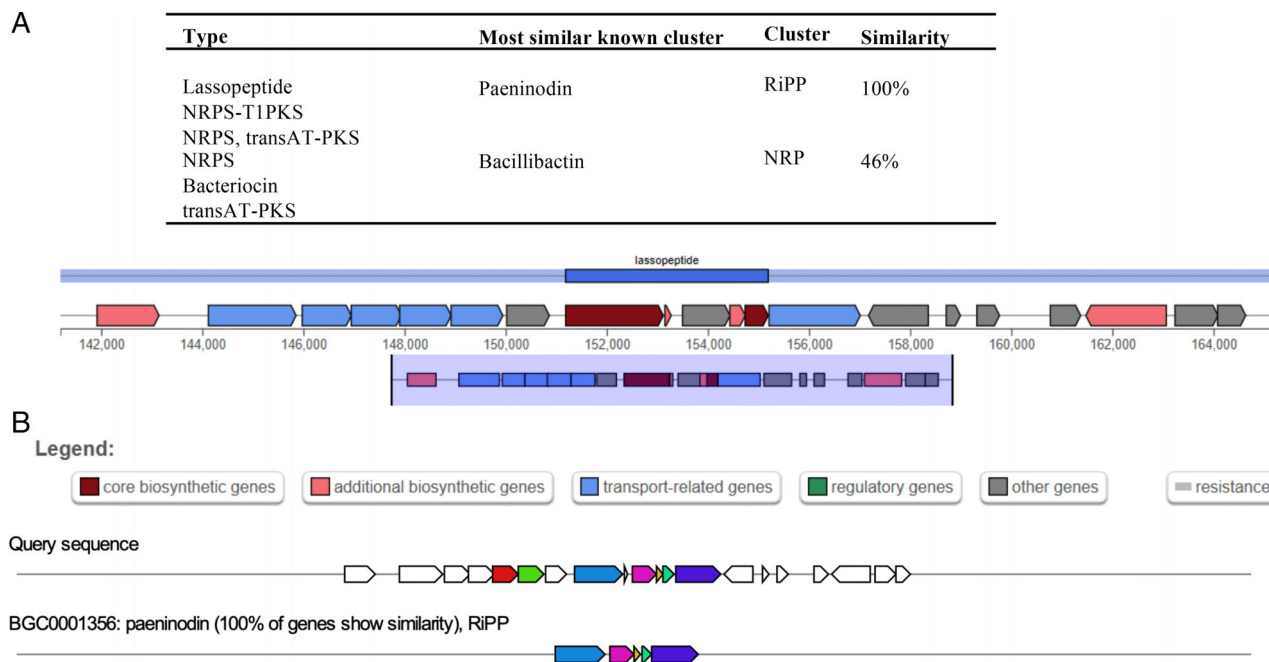 A
Type Most similar known cluster Cluster Similarity
Lassopeptide Paeninodin RiPP 100%
NRPS-T1PKS
NRPS, transAT-PKS
NRPS Bacillibactin NRP 46%
Bacteriocin
transAT-PKS
lassopeptide
142,000 144,000 146,000 148,000 150,000 152,000 154,000 156,000 158,000 160,000 162,000 164,000
B
Legend:
core biosynthetic genes additional biosynthetic genes transport-related genes regulatory genes other genes resistance
Query sequence
BGC0001356: paeninodin (100% of genes show similarity), RiPP